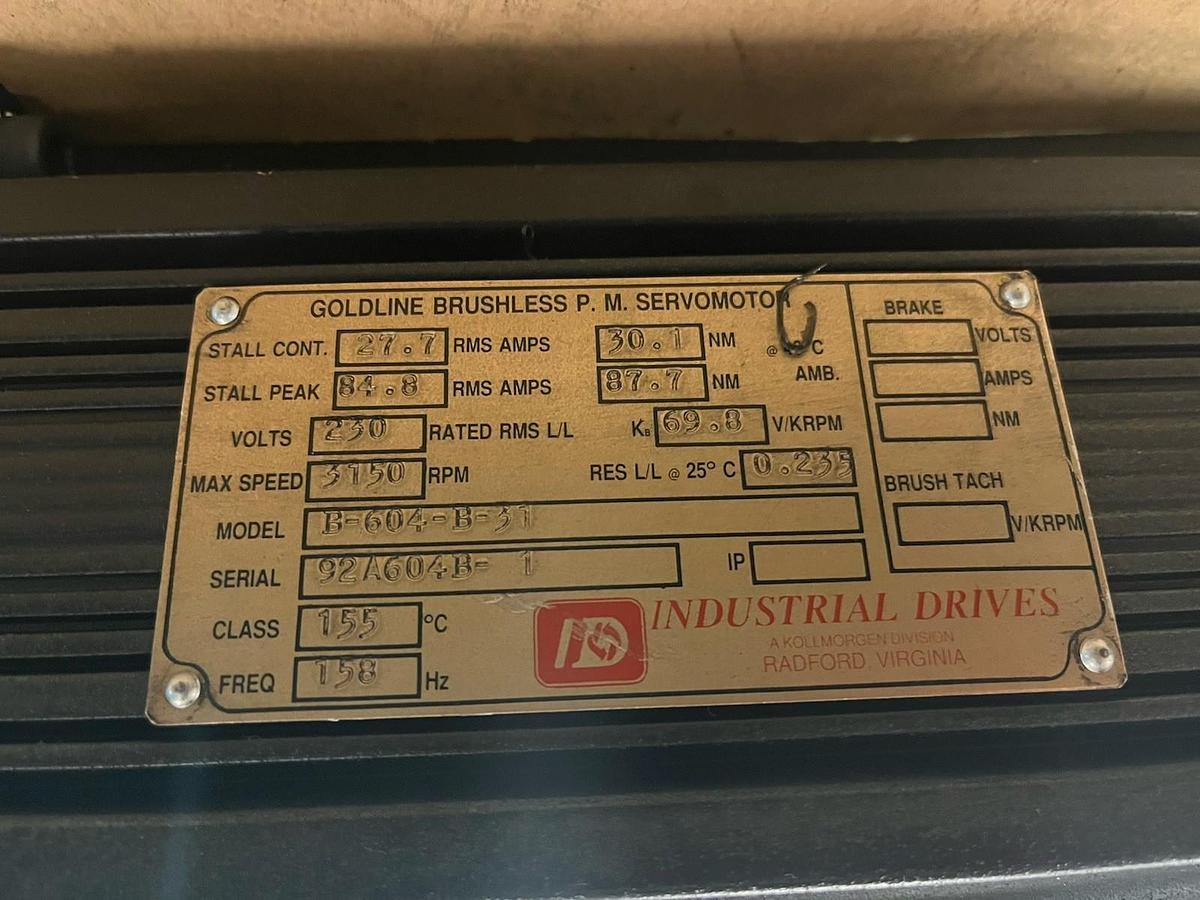 GOLDLINE BRUSHLESS P. M. SERVOMOTOR
STALL CONT. 27.7 RMS AMPS 30.1 NM @ °C
STALL PEAK 84.8 RMS AMPS 87.7 NM AMB.
VOLTS 230 RATED RMS L/L KB 69.8 V/KRPM
MAX SPEED 3150 RPM RES L/L @ 25° C 0.235
MODEL B-604-B-31
SERIAL 92A604B- 1 IP
CLASS 155 °C
FREQ 158 Hz
BRAKE
VOLTS
AMPS
NM
BRUSH TACH
V/KRPM
ID INDUSTRIAL DRIVES
A KOLLMORGEN DIVISION
RADFORD, VIRGINIA